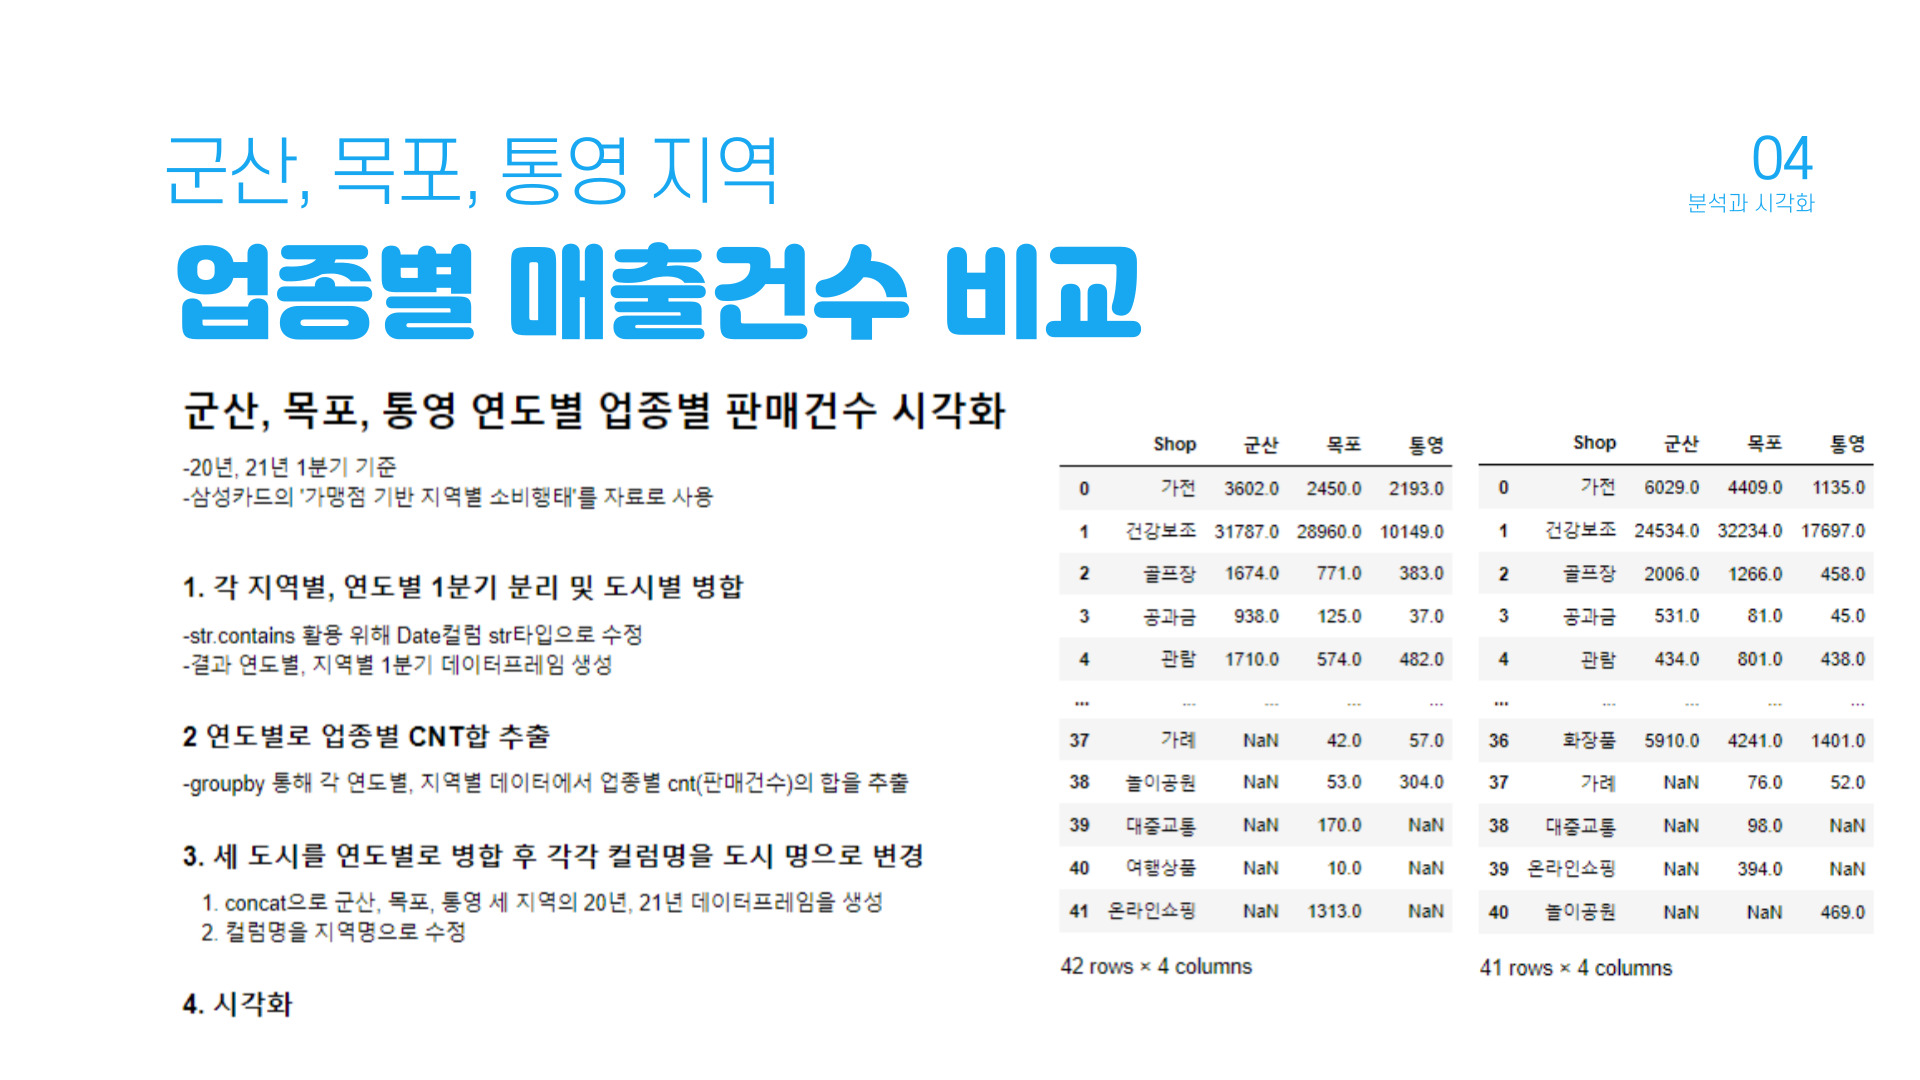 군산, 목포, 통영 지역
04
분석과 시각화
업종별 매출건수 비교
군산, 목포, 통영 연도별 업종별 판매건수 시각화
-20년, 21년 1분기 기준
-삼성카드의 '가맹점 기반 지역별 소비행태'를 자료로 사용
1. 각 지역별, 연도별 1분기 분리 및 도시별 병합
-str.contains 활용 위해 Date컬럼 str타입으로 수정
-결과 연도별, 지역별 1분기 데이터프레임 생성
2 연도별로 업종별 CNT합 추출
-groupby 통해 각 연도별, 지역별 데이터에서 업종별 cnt(판매건수)의 합을 추출
3. 세 도시를 연도별로 병합 후 각각 컬럼명을 도시 명으로 변경
1. concat으로 군산, 목포, 통영 세 지역의 20년, 21년 데이터프레임을 생성
2. 컬럼명을 지역명으로 수정
4. 시각화
Shop 군산 목포 통영
0 가전 3602.0 2450.0 2193.0
1 건강보조 31787.0 28960.0 10149.0
2 골프장 1674.0 771.0 383.0
3 공과금 938.0 125.0 37.0
4 관람 1710.0 574.0 482.0
... ... ... ... ...
37 가례 NaN 42.0 57.0
38 놀이공원 NaN 53.0 304.0
39 대중교통 NaN 170.0 NaN
40 여행상품 NaN 10.0 NaN
41 온라인쇼핑 NaN 1313.0 NaN
42 rows × 4 columns
Shop 군산 목포 통영
0 가전 6029.0 4409.0 1135.0
1 건강보조 24534.0 32234.0 17697.0
2 골프장 2006.0 1266.0 458.0
3 공과금 531.0 81.0 45.0
4 관람 434.0 801.0 438.0
... ... ... ... ...
36 화장품 5910.0 4241.0 1401.0
37 가례 NaN 76.0 52.0
38 대중교통 NaN 98.0 NaN
39 온라인쇼핑 NaN 394.0 NaN
40 놀이공원 NaN NaN 469.0
41 rows × 4 columns